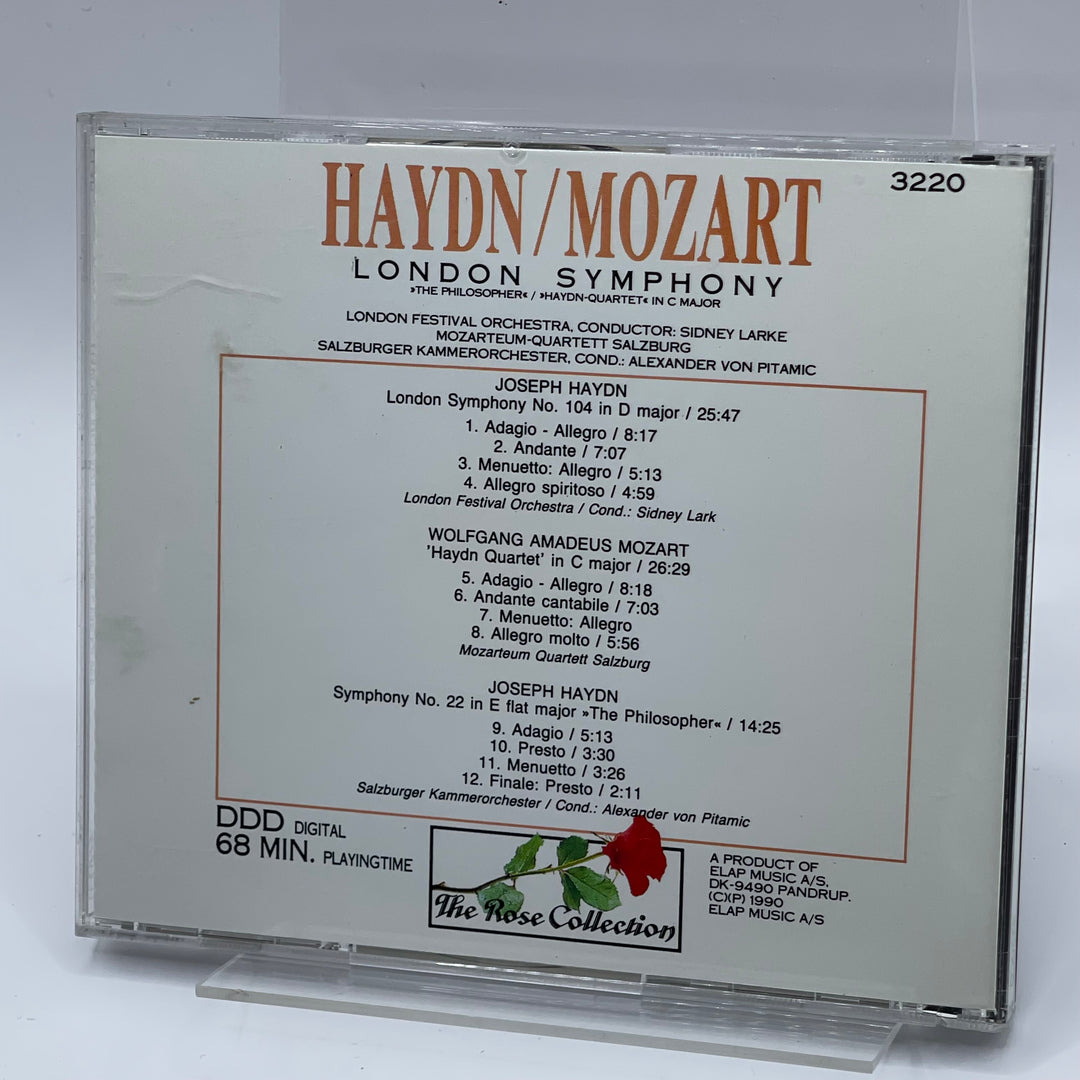 HAYDN/MOZART
3220
LONDON SYMPHONY
»THE PHILOSOPHER« / »HAYDN-QUARTET« IN C MAJOR
LONDON FESTIVAL ORCHESTRA, CONDUCTOR: SIDNEY LARKE
MOZARTEUM-QUARTETT SALZBURG
SALZBURGER KAMMERORCHESTER, COND.: ALEXANDER VON PITAMIC
JOSEPH HAYDN
London Symphony No. 104 in D major / 25:47
1. Adagio - Allegro / 8:17
2. Andante / 7:07
3. Menuetto: Allegro / 5:13
4. Allegro spiritoso / 4:59
London Festival Orchestra / Cond.: Sidney Lark
WOLFGANG AMADEUS MOZART
'Haydn Quartet' in C major / 26:29
5. Adagio - Allegro / 8:18
6. Andante cantabile / 7:03
7. Menuetto: Allegro
8. Allegro molto / 5:56
Mozarteum Quartett Salzburg
JOSEPH HAYDN
Symphony No. 22 in E flat major »The Philosopher« / 14:25
9. Adagio / 5:13
10. Presto / 3:30
11. Menuetto / 3:26
12. Finale: Presto / 2:11
Salzburger Kammerorchester / Cond.: Alexander von Pitamic
DDD DIGITAL
68 MIN. PLAYINGTIME
The Rose Collection
A PRODUCT OF
ELAP MUSIC A/S,
DK-9490 PANDRUP.
(C)(P) 1990
ELAP MUSIC A/S